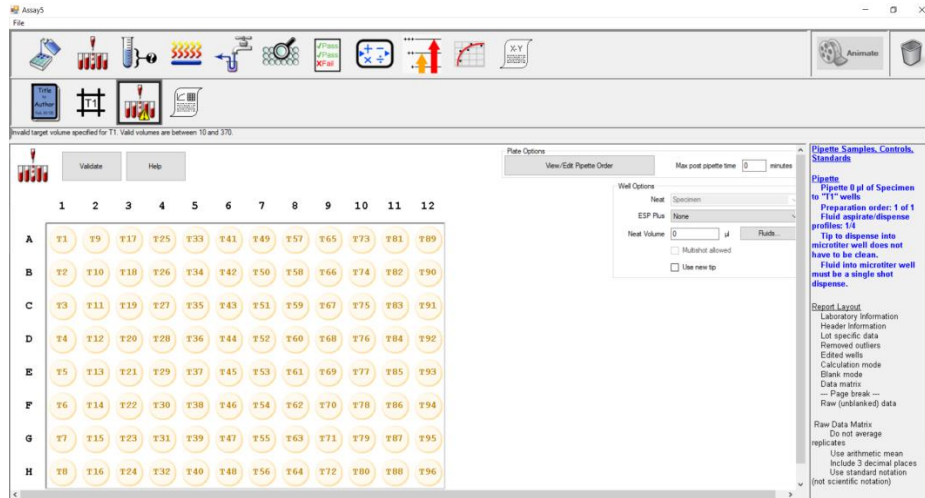 Assay5
File
Pass
Pass
Fail
X-Y
Animate
Title
by
Author
T1
Invalid target volume specified for T1. Valid volumes are between 10 and 370.
Validate
Help
Plate Options
View/Edit Pipette Order
Max post pipette time 0 minutes
Well Options
Neat Specimen
ESP Plus None
Neat Volume 0 µl Fluids...
Multishot allowed
Use new tip
1 2 3 4 5 6 7 8 9 10 11 12
A T1 T9 T17 T25 T33 T41 T49 T57 T65 T73 T81 T89
B T2 T10 T18 T26 T34 T42 T50 T58 T66 T74 T82 T90
C T3 T11 T19 T27 T35 T43 T51 T59 T67 T75 T83 T91
D T4 T12 T20 T28 T36 T44 T52 T60 T68 T76 T84 T92
E T5 T13 T21 T29 T37 T45 T53 T61 T69 T77 T85 T93
F T6 T14 T22 T30 T38 T46 T54 T62 T70 T78 T86 T94
G T7 T15 T23 T31 T39 T47 T55 T63 T71 T79 T87 T95
H T8 T16 T24 T32 T40 T48 T56 T64 T72 T80 T88 T96
Pipette Samples, Controls,
Standards
Pipette
Pipette 0 µl of Specimen
to "T1" wells
Preparation order: 1 of 1
Fluid aspirate/dispense
profiles: 1/4
Tip to dispense into
microtiter well does not
have to be clean.
Fluid into microtiter well
must be a single shot
dispense.
Report Layout
Laboratory Information
Header Information
Lot specific data
Removed outliers
Edited wells
Calculation mode
Blank mode
Data matrix
--- Page break ---
Raw (unblanked) data
Raw Data Matrix
Do not average
replicates
Use arithmetic mean
Include 3 decimal places
Use standard notation
(not scientific notation)